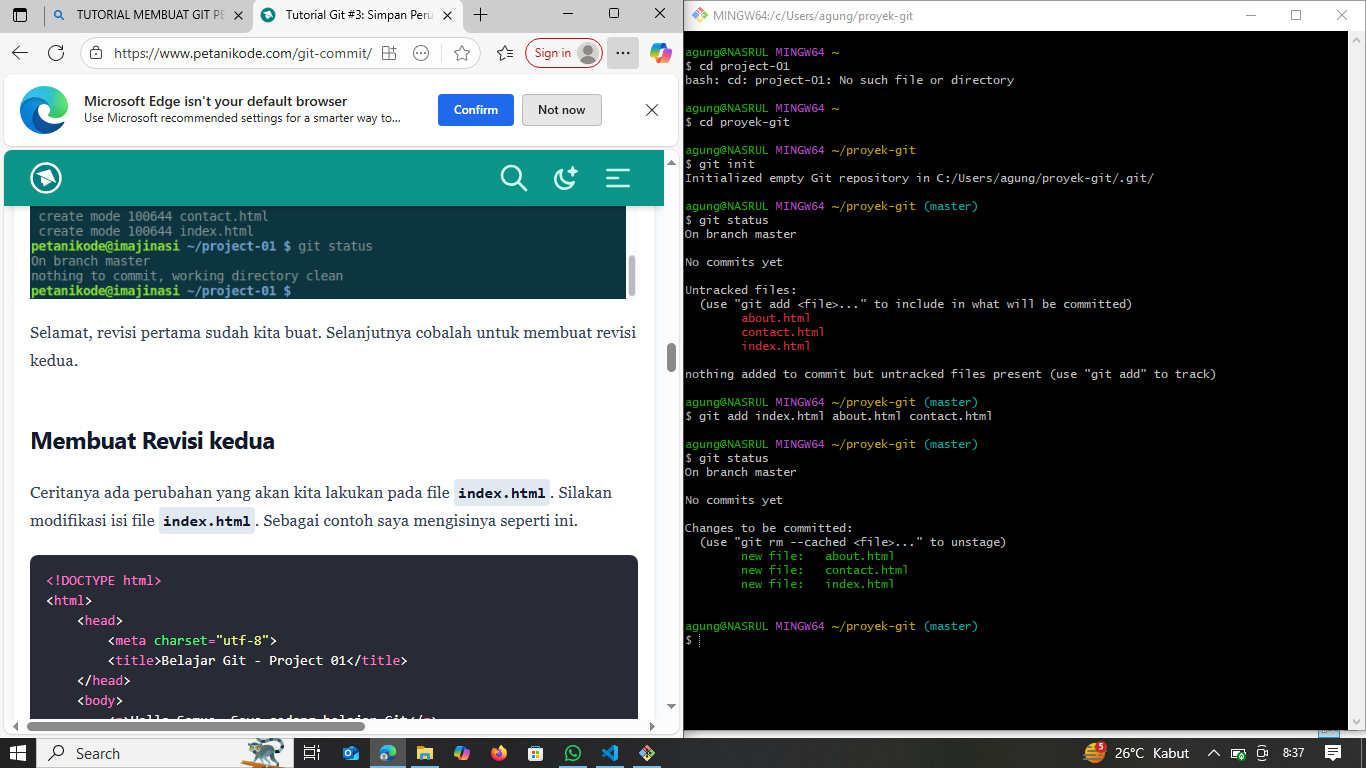 TUTORIAL MEMBUAT GIT PE
Tutorial Git #3: Simpan Peru
https://www.petanikode.com/git-commit/
Sign in
Microsoft Edge isn't your default browser
Use Microsoft recommended settings for a smarter way to...
Confirm
Not now
create mode 100644 contact.html
create mode 100644 index.html
petanikode@imajinasi ~/project-01 $ git status
On branch master
nothing to commit, working directory clean
petanikode@imajinasi ~/project-01 $
Selamat, revisi pertama sudah kita buat. Selanjutnya cobalah untuk membuat revisi
kedua.
Membuat Revisi kedua
Ceritanya ada perubahan yang akan kita lakukan pada file index.html. Silakan
modifikasi isi file index.html. Sebagai contoh saya mengisinya seperti ini.
<!DOCTYPE html>
<html>
<head>
<meta charset="utf-8">
<title>Belajar Git - Project 01</title>
</head>
<body>
<p>Hello Semua, Saya sedang belajar Git</p>
MINGW64:/c/Users/agung/proyek-git
agung@NASRUL MINGW64 ~
$ cd project-01
bash: cd: project-01: No such file or directory
agung@NASRUL MINGW64 ~
$ cd proyek-git
agung@NASRUL MINGW64 ~/proyek-git
$ git init
Initialized empty Git repository in C:/Users/agung/proyek-git/.git/
agung@NASRUL MINGW64 ~/proyek-git (master)
$ git status
On branch master
No commits yet
Untracked files:
(use "git add <file>..." to include in what will be committed)
about.html
contact.html
index.html
nothing added to commit but untracked files present (use "git add" to track)
agung@NASRUL MINGW64 ~/proyek-git (master)
$ git add index.html about.html contact.html
agung@NASRUL MINGW64 ~/proyek-git (master)
$ git status
On branch master
No commits yet
Changes to be committed:
(use "git rm --cached <file>..." to unstage)
new file: about.html
new file: contact.html
new file: index.html
agung@NASRUL MINGW64 ~/proyek-git (master)
$
Search
5
26°C Kabut
8:37